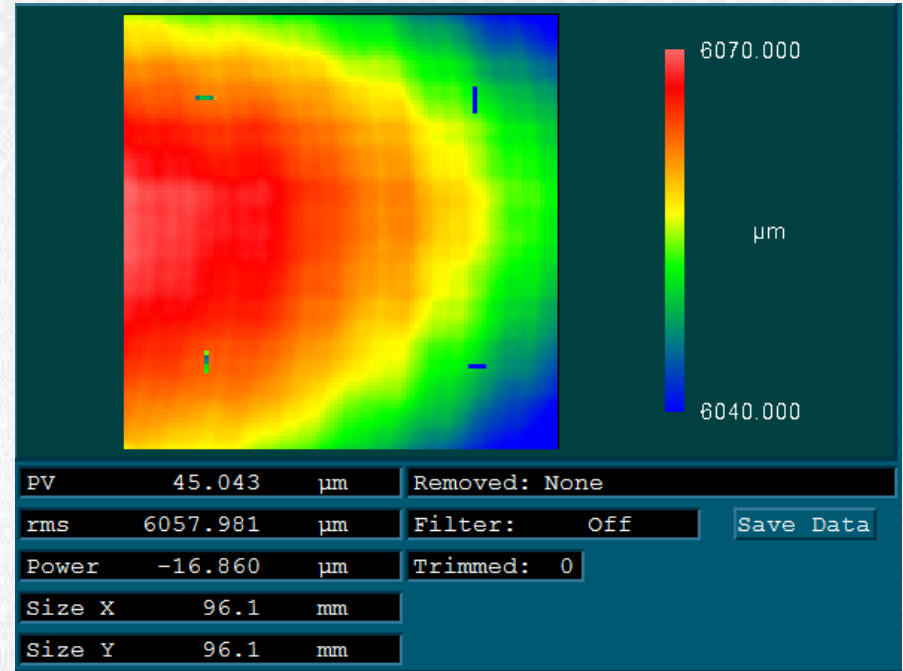 6070.000
µm
6040.000
PV 45.043 µm Removed: None
rms 6057.981 µm Filter: Off Save Data
Power -16.860 µm Trimmed: 0
Size X 96.1 mm
Size Y 96.1 mm